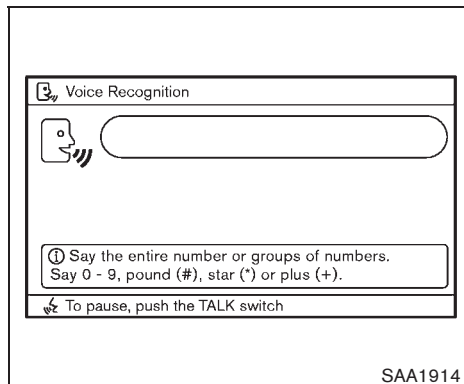 Voice Recognition
Say the entire number or groups of numbers.
Say 0 - 9, pound (#), star (*) or plus (+).
To pause, push the TALK switch
SAA1914